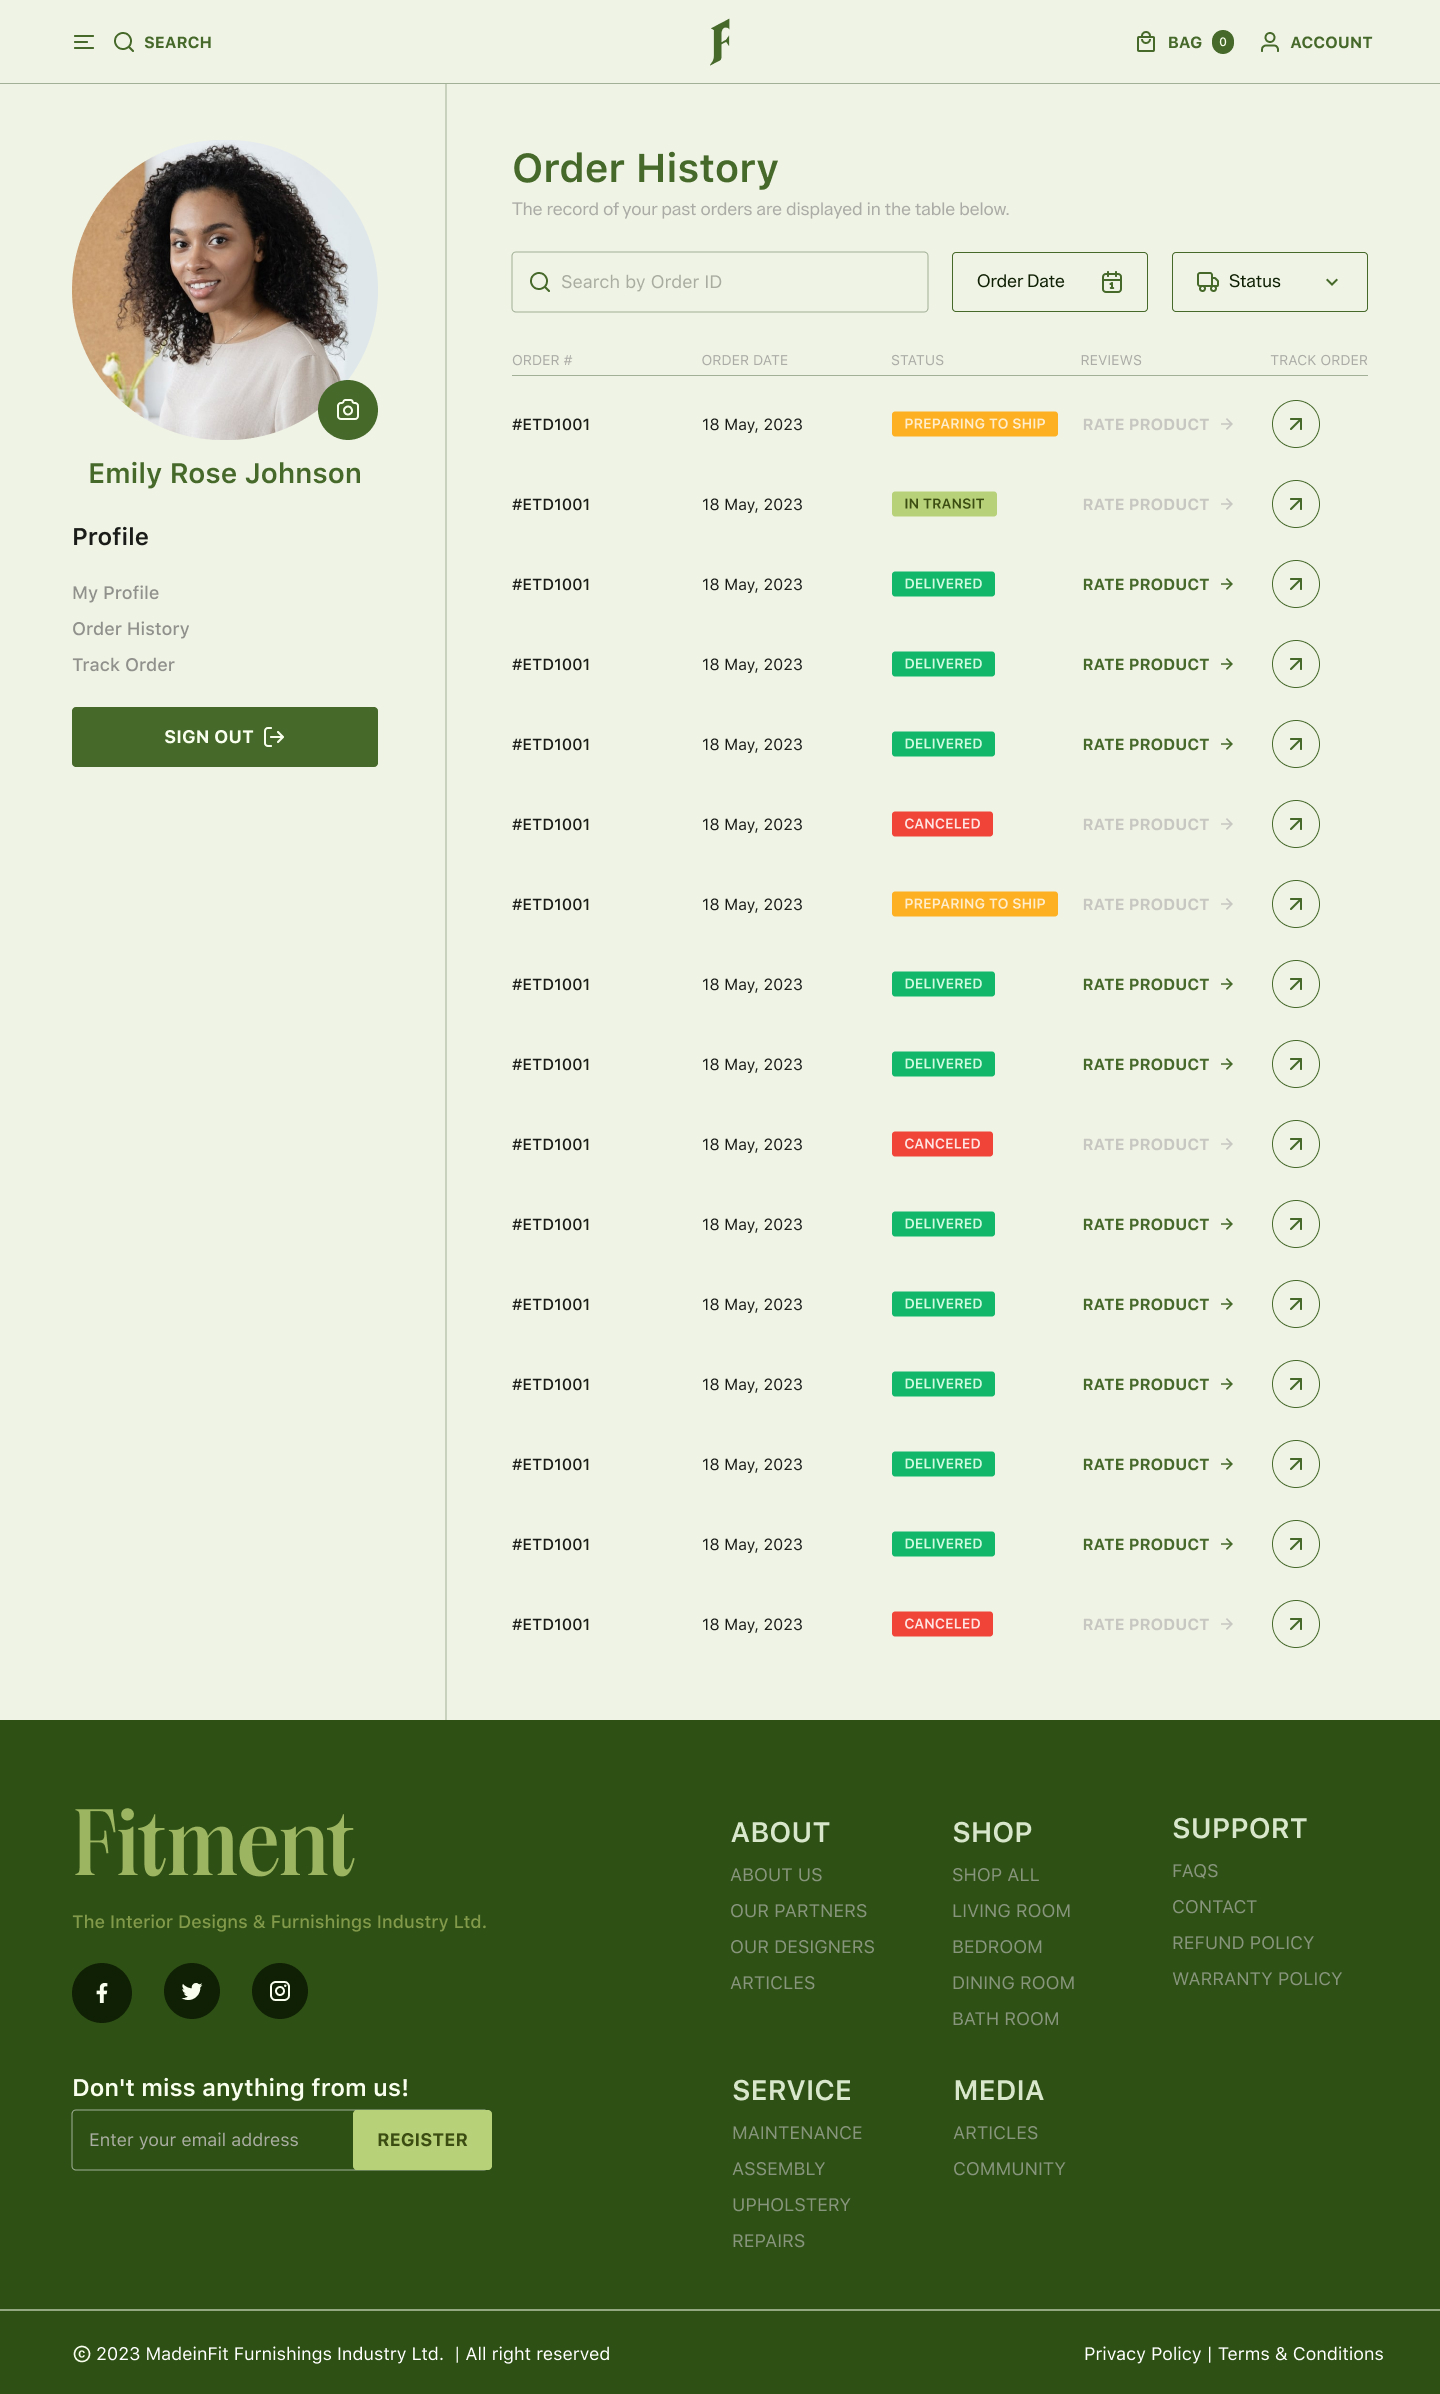 SEARCH
f
BAG 0 ACCOUNT
Emily Rose Johnson
Profile
My Profile
Order History
Track Order
SIGN OUT
Order History
The record of your past orders are displayed in the table below.
Search by Order ID
Order Date
1
Status
ORDER # ORDER DATE STATUS REVIEWS TRACK ORDER
#ETD1001 18 May, 2023 PREPARING TO SHIP RATE PRODUCT
#ETD1001 18 May, 2023 IN TRANSIT RATE PRODUCT
#ETD1001 18 May, 2023 DELIVERED RATE PRODUCT
#ETD1001 18 May, 2023 DELIVERED RATE PRODUCT
#ETD1001 18 May, 2023 DELIVERED RATE PRODUCT
#ETD1001 18 May, 2023 CANCELED RATE PRODUCT
#ETD1001 18 May, 2023 PREPARING TO SHIP RATE PRODUCT
#ETD1001 18 May, 2023 DELIVERED RATE PRODUCT
#ETD1001 18 May, 2023 DELIVERED RATE PRODUCT
#ETD1001 18 May, 2023 CANCELED RATE PRODUCT
#ETD1001 18 May, 2023 DELIVERED RATE PRODUCT
#ETD1001 18 May, 2023 DELIVERED RATE PRODUCT
#ETD1001 18 May, 2023 DELIVERED RATE PRODUCT
#ETD1001 18 May, 2023 DELIVERED RATE PRODUCT
#ETD1001 18 May, 2023 DELIVERED RATE PRODUCT
#ETD1001 18 May, 2023 CANCELED RATE PRODUCT
Fitment
The Interior Designs & Furnishings Industry Ltd.
f
Don't miss anything from us!
Enter your email address
REGISTER
ABOUT
ABOUT US
OUR PARTNERS
OUR DESIGNERS
ARTICLES
SHOP
SHOP ALL
LIVING ROOM
BEDROOM
DINING ROOM
BATH ROOM
SUPPORT
FAQS
CONTACT
REFUND POLICY
WARRANTY POLICY
SERVICE
MAINTENANCE
ASSEMBLY
UPHOLSTERY
REPAIRS
MEDIA
ARTICLES
COMMUNITY
© 2023 MadeinFit Furnishings Industry Ltd. | All right reserved
Privacy Policy | Terms & Conditions